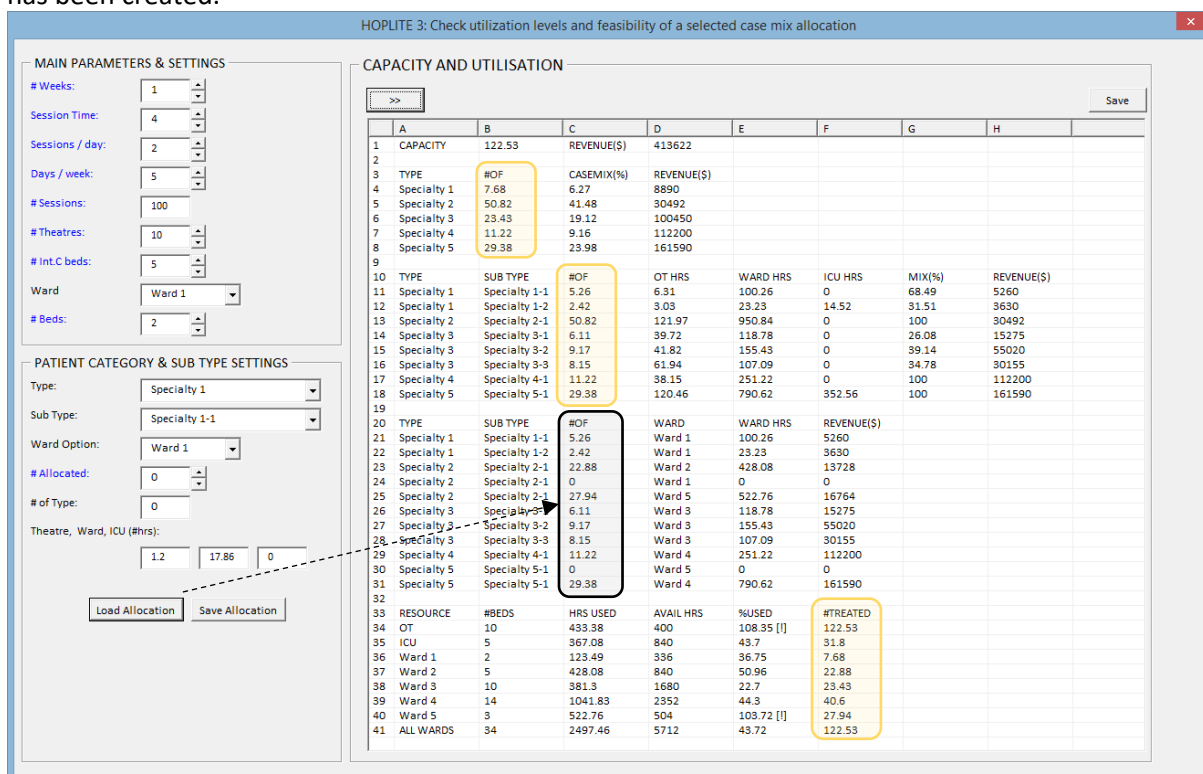 has been created.
HOPLITE 3: Check utilization levels and feasibility of a selected case mix allocation
MAIN PARAMETERS & SETTINGS
# Weeks: 1
Session Time: 4
Sessions / day: 2
Days / week: 5
# Sessions: 100
# Theatres: 10
# Int.C beds: 5
Ward Ward 1
# Beds: 2
PATIENT CATEGORY & SUB TYPE SETTINGS
Type: Specialty 1
Sub Type: Specialty 1-1
Ward Option: Ward 1
# Allocated: 0
# of Type: 0
Theatre, Ward, ICU (#hrs):
1.2 17.86 0
Load Allocation Save Allocation
CAPACITY AND UTILISATION
>> Save
A B C D E F G H
1 CAPACITY 122.53 REVENUE($) 413622
2
3 TYPE #OF CASEMIX(%) REVENUE($)
4 Specialty 1 7.68 6.27 8890
5 Specialty 2 50.82 41.48 30492
6 Specialty 3 23.43 19.12 100450
7 Specialty 4 11.22 9.16 112200
8 Specialty 5 29.38 23.98 161590
9
10 TYPE SUB TYPE #OF OT HRS WARD HRS ICU HRS MIX(%) REVENUE($)
11 Specialty 1 Specialty 1-1 5.26 6.31 100.26 0 68.49 5260
12 Specialty 1 Specialty 1-2 2.42 3.03 23.23 14.52 31.51 3630
13 Specialty 2 Specialty 2-1 50.82 121.97 950.84 0 100 30492
14 Specialty 3 Specialty 3-1 6.11 39.72 118.78 0 26.08 15275
15 Specialty 3 Specialty 3-2 9.17 41.82 155.43 0 39.14 55020
16 Specialty 3 Specialty 3-3 8.15 61.94 107.09 0 34.78 30155
17 Specialty 4 Specialty 4-1 11.22 38.15 251.22 0 100 112200
18 Specialty 5 Specialty 5-1 29.38 120.46 790.62 352.56 100 161590
19
20 TYPE SUB TYPE #OF WARD WARD HRS REVENUE($)
21 Specialty 1 Specialty 1-1 5.26 Ward 1 100.26 5260
22 Specialty 1 Specialty 1-2 2.42 Ward 1 23.23 3630
23 Specialty 2 Specialty 2-1 22.88 Ward 2 428.08 13728
24 Specialty 2 Specialty 2-1 0 Ward 1 0 0
25 Specialty 2 Specialty 2-1 27.94 Ward 5 522.76 16764
26 Specialty 3 Specialty 3-1 6.11 Ward 3 118.78 15275
27 Specialty 3 Specialty 3-2 9.17 Ward 3 155.43 55020
28 Specialty 3 Specialty 3-3 8.15 Ward 3 107.09 30155
29 Specialty 4 Specialty 4-1 11.22 Ward 4 251.22 112200
30 Specialty 5 Specialty 5-1 0 Ward 5 0 0
31 Specialty 5 Specialty 5-1 29.38 Ward 4 790.62 161590
32
33 RESOURCE #BEDS HRS USED AVAIL HRS %USED #TREATED
34 OT 10 433.38 400 108.35 [!] 122.53
35 ICU 5 367.08 840 43.7 31.8
36 Ward 1 2 123.49 336 36.75 7.68
37 Ward 2 5 428.08 840 50.96 22.88
38 Ward 3 10 381.3 1680 22.7 23.43
39 Ward 4 14 1041.83 2352 44.3 40.6
40 Ward 5 3 522.76 504 103.72 [!] 27.94
41 ALL WARDS 34 2497.46 5712 43.72 122.53